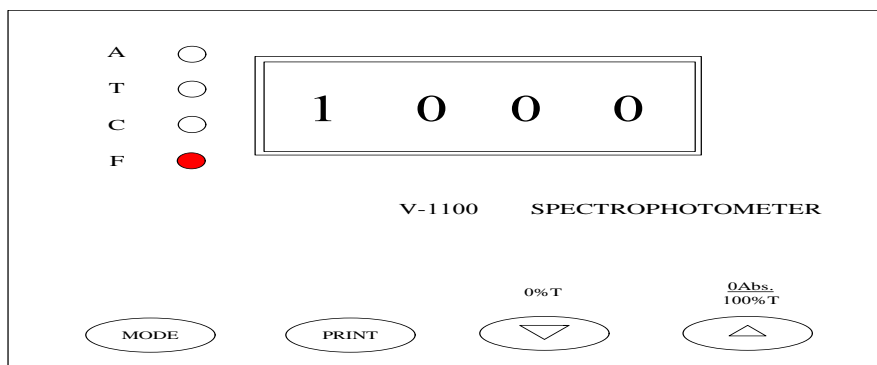 A
T
C
F
1 0 0 0
V-1100 SPECTROPHOTOMETER
0%T
0Abs.
100%T
MODE PRINT